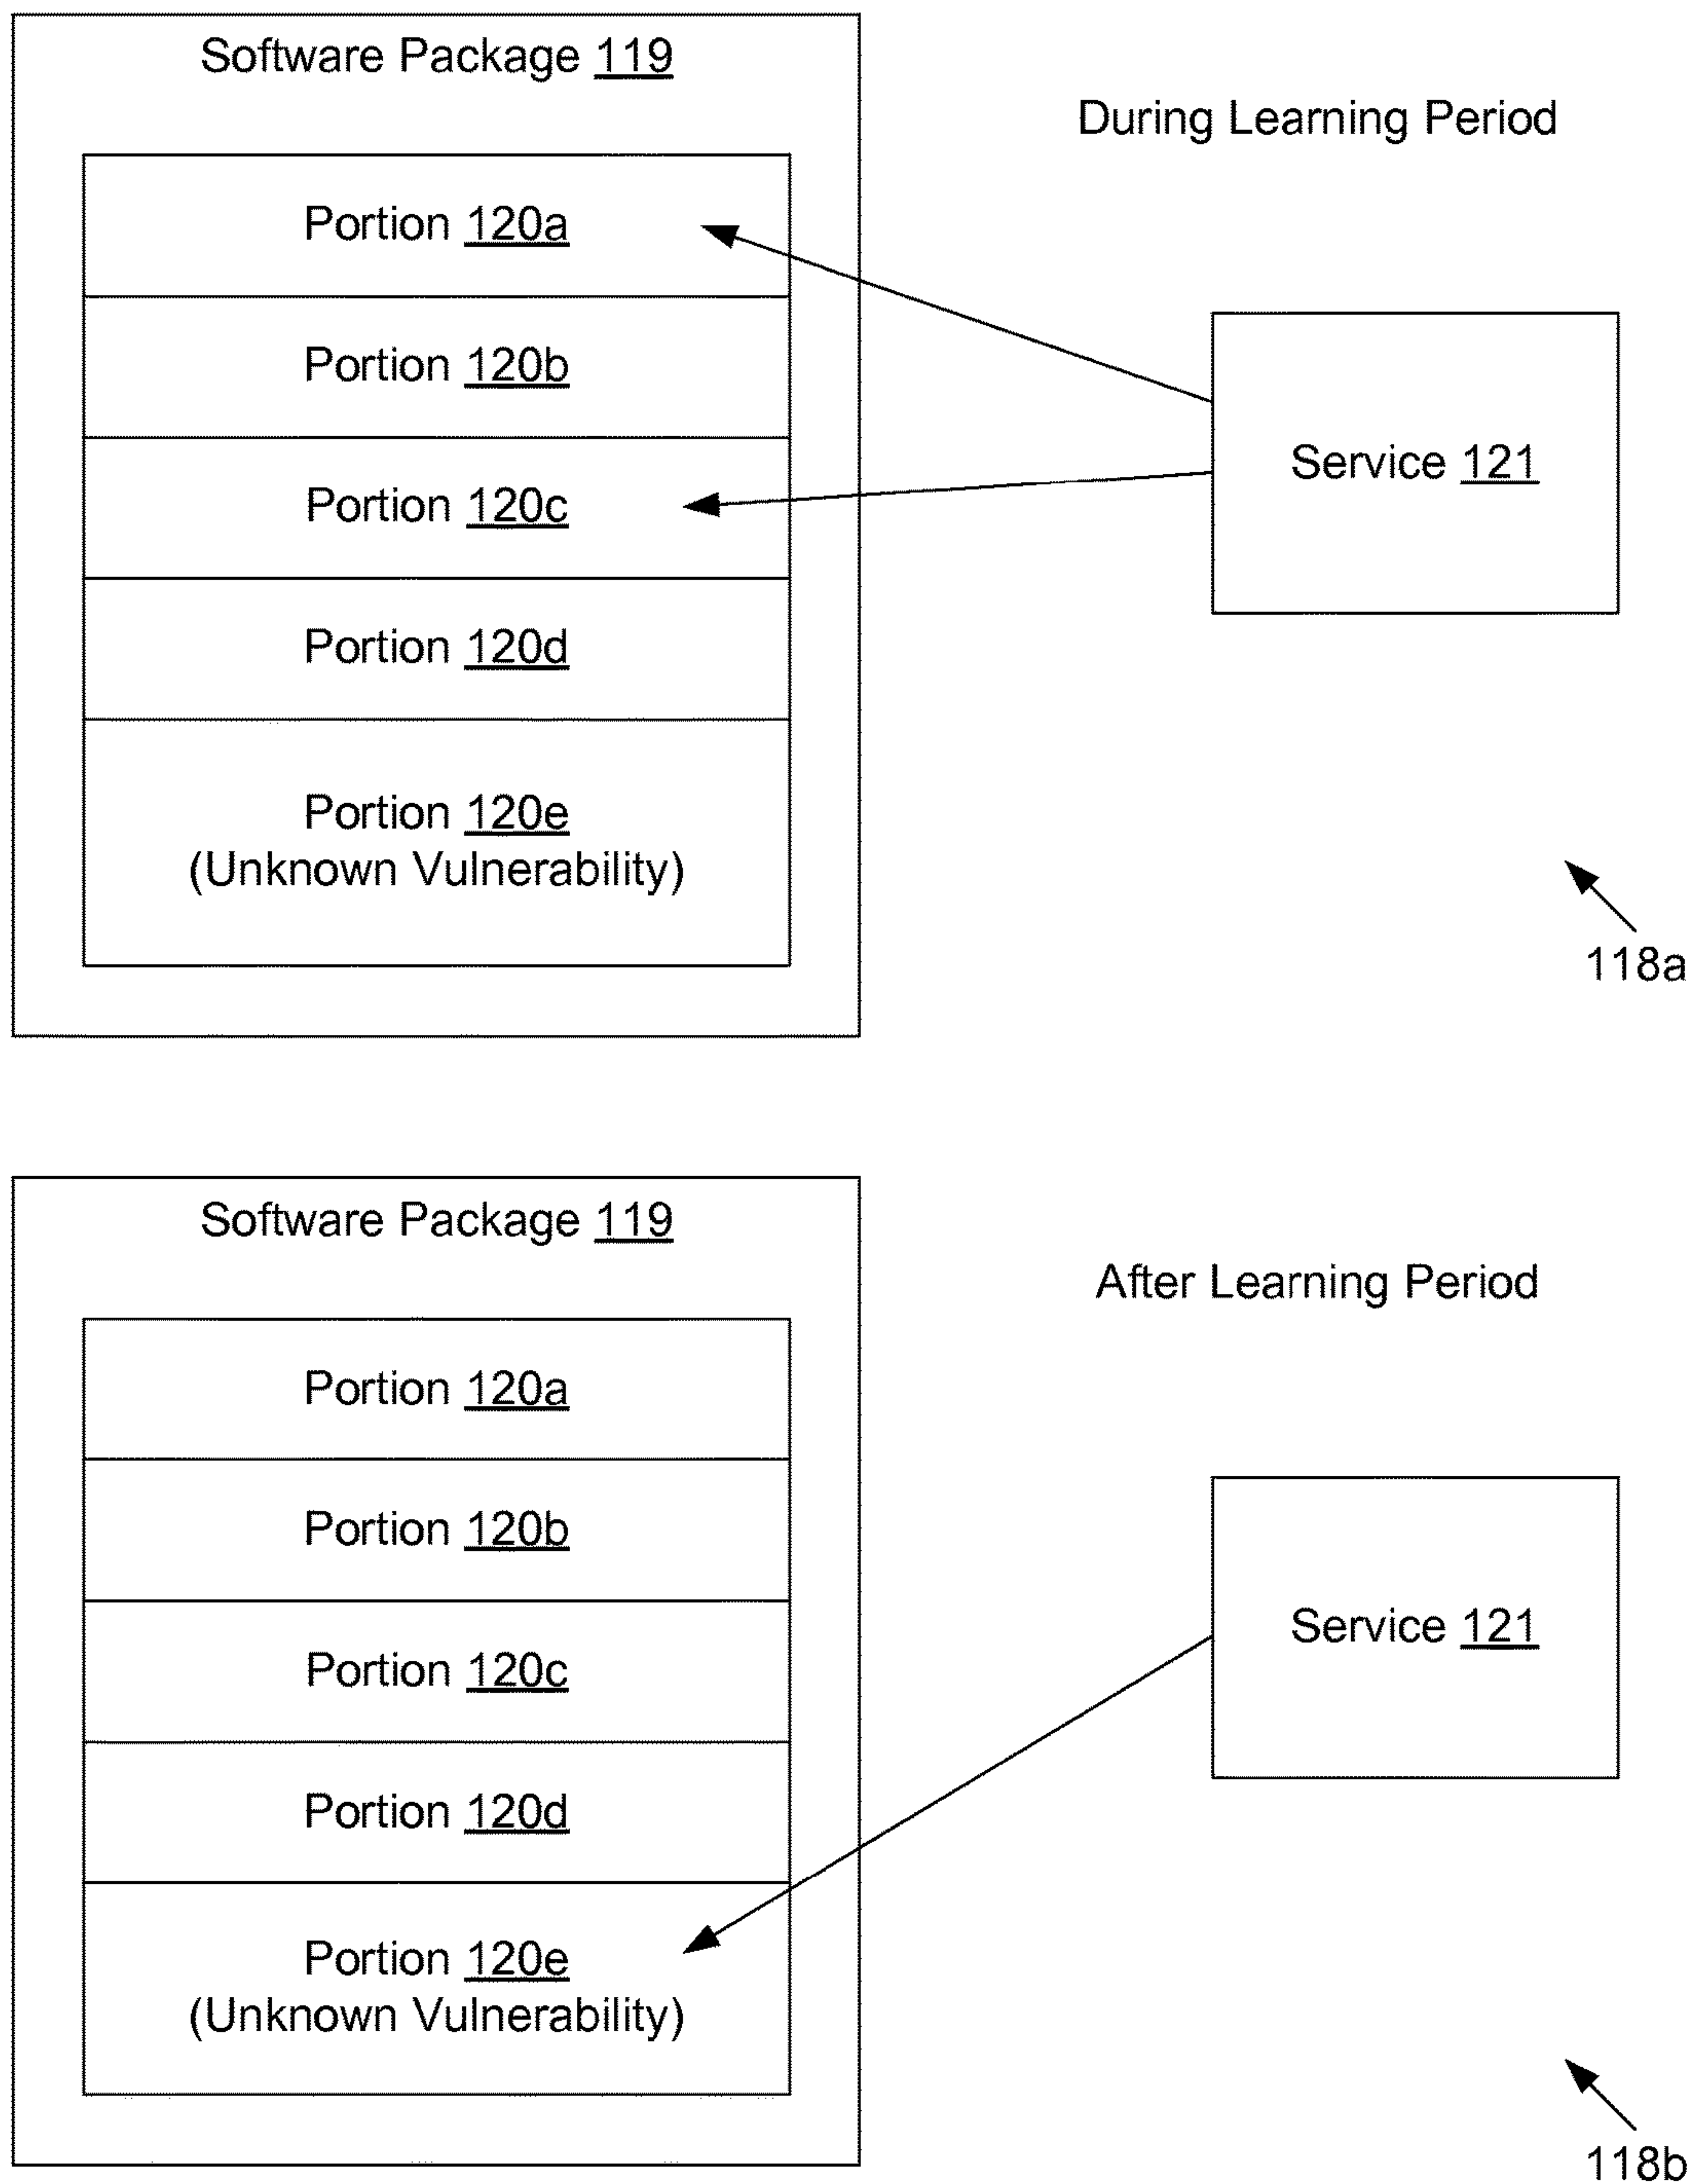 Software Package 119
During Learning Period
Portion 120a
Portion 120b
Service 121
Portion 120c
Portion 120d
Portion 120e
(Unknown Vulnerability)
118a
Software Package 119
After Learning Period
Portion 120a
Portion 120b
Service 121
Portion 120c
Portion 120d
Portion 120e
(Unknown Vulnerability)
118b